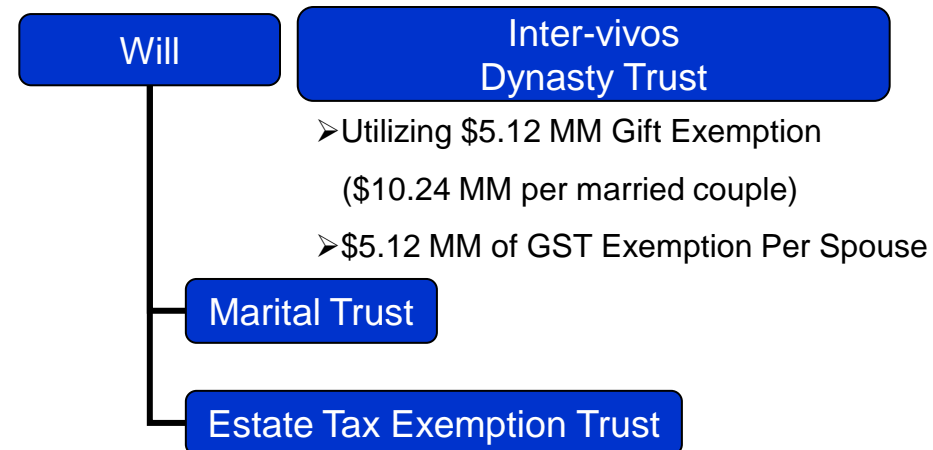 Will
Inter-vivos
Dynasty Trust
➢Utilizing $5.12 MM Gift Exemption
($10.24 MM per married couple)
➢$5.12 MM of GST Exemption Per Spouse
Marital Trust
Estate Tax Exemption Trust